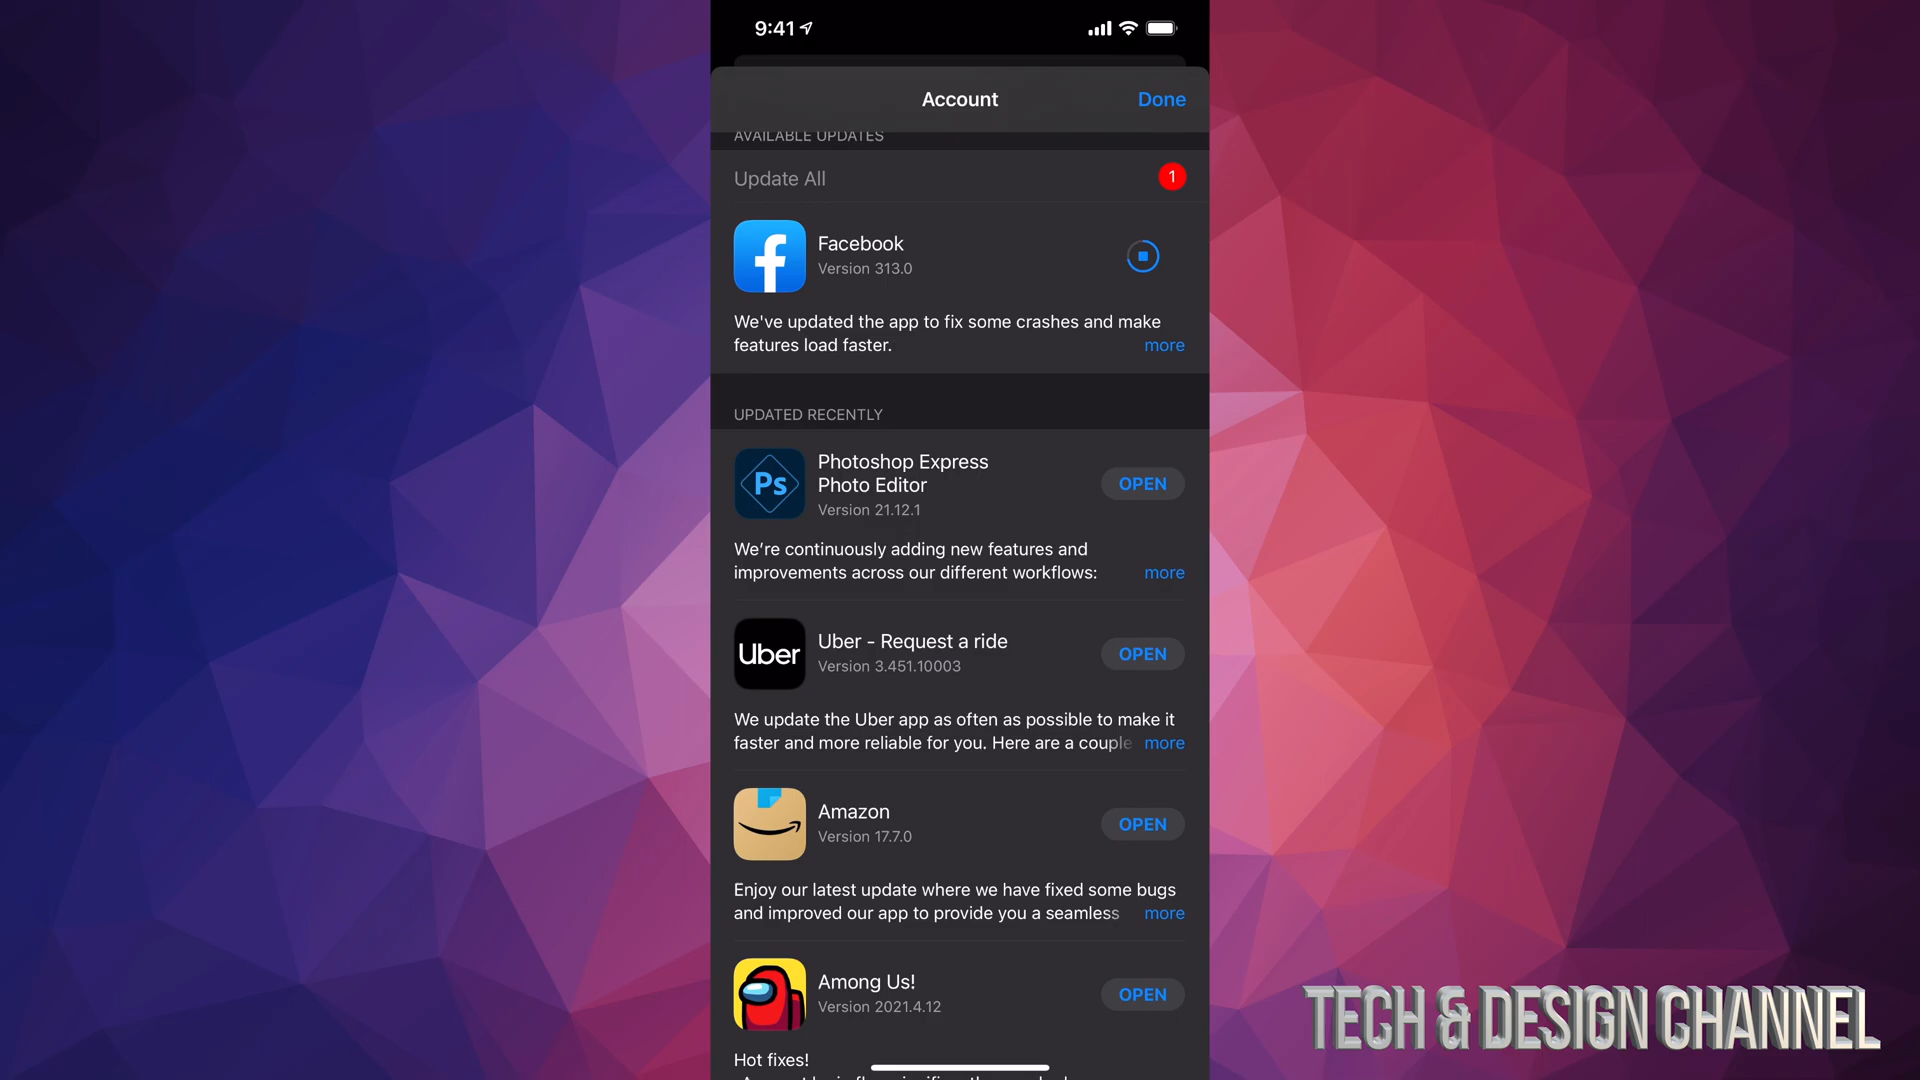 9:41
Account
Done
AVAILABLE UPDATES
Update All
1
Facebook
Version 313.0
We've updated the app to fix some crashes and make
features load faster.
more
UPDATED RECENTLY
Ps
Photoshop Express
Photo Editor
Version 21.12.1
OPEN
We’re continuously adding new features and
improvements across our different workflows:
more
Uber
Uber - Request a ride
Version 3.451.10003
OPEN
We update the Uber app as often as possible to make it
faster and more reliable for you. Here are a couple
more
Amazon
Version 17.7.0
OPEN
Enjoy our latest update where we have fixed some bugs
and improved our app to provide you a seamless
more
Among Us!
Version 2021.4.12
OPEN
Hot fixes!
TECH & DESIGN CHANNEL